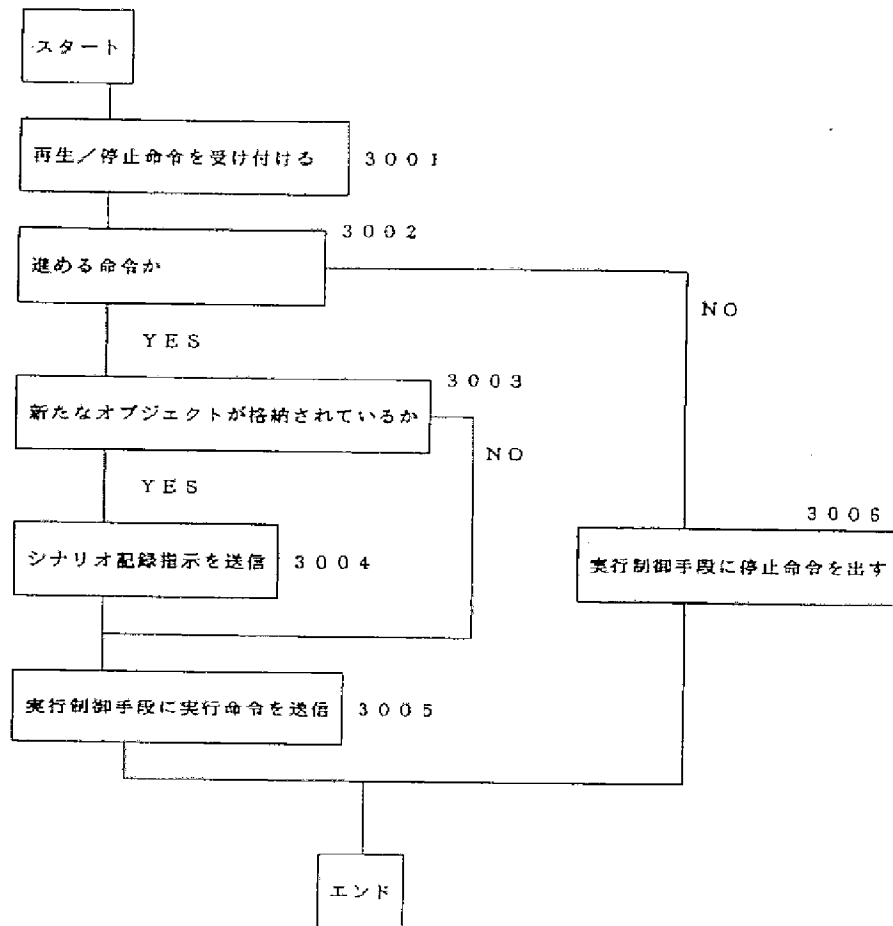 スタート
再生/停止命令を受け付ける 3001
3002
進める命令か
NO
YES
3003
新たなオブジェクトが格納されているか
NO
YES
3006
シナリオ記録指示を送信 3004
実行制御手段に停止命令を出す
実行制御手段に実行命令を送信 3005
エンド